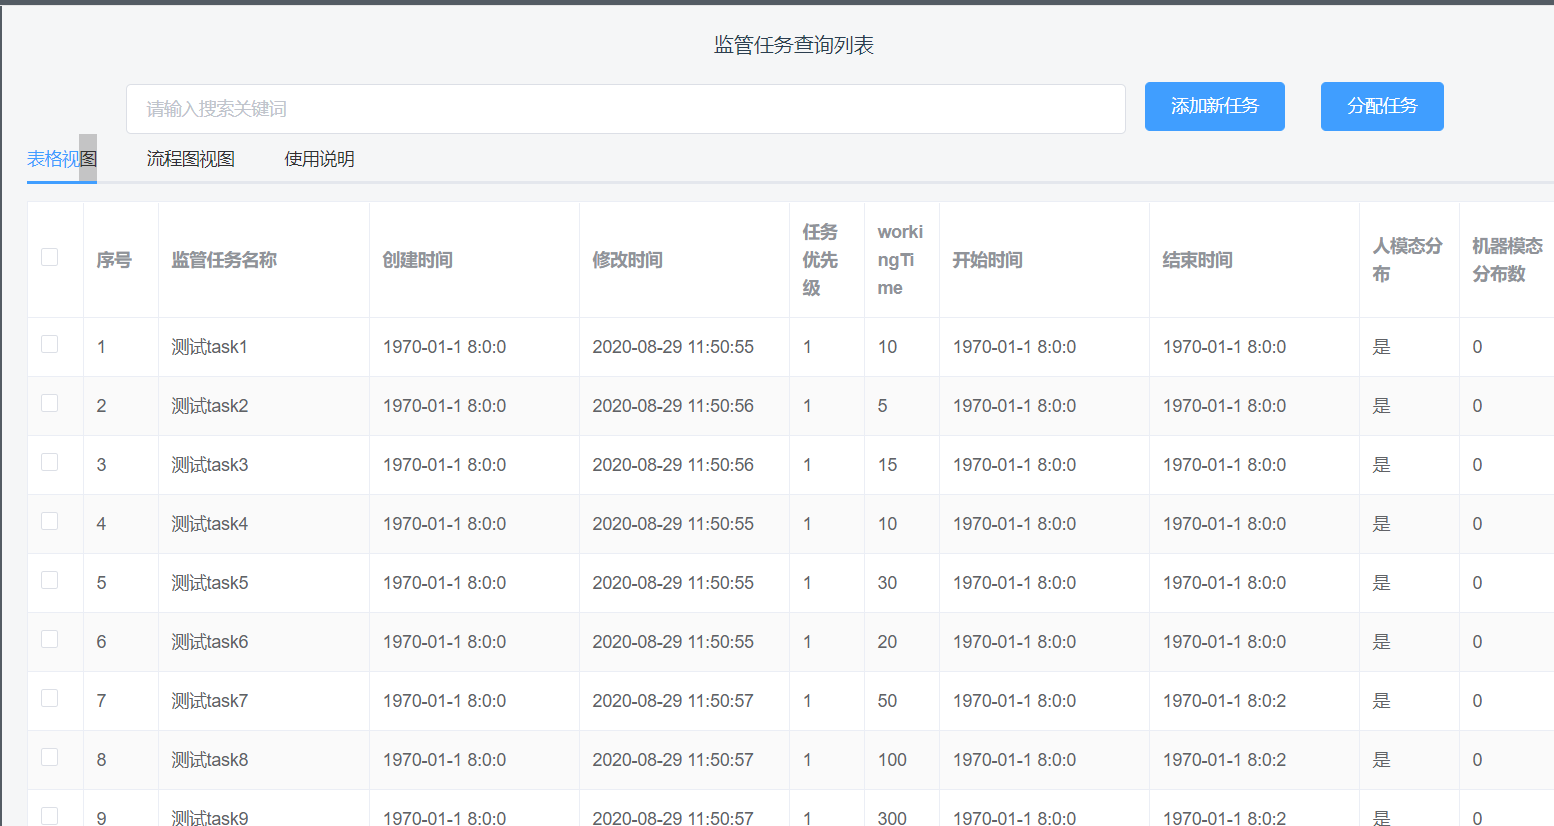 监管任务查询列表
请输入搜索关键词 添加新任务 分配任务
表格视图 流程图视图 使用说明
序号 监管任务名称 创建时间 修改时间 任务优先级 workingTime 开始时间 结束时间 人模态分布 机器模态分布数
1 测试task1 1970-01-1 8:0:0 2020-08-29 11:50:55 1 10 1970-01-1 8:0:0 1970-01-1 8:0:0 是 0
2 测试task2 1970-01-1 8:0:0 2020-08-29 11:50:56 1 5 1970-01-1 8:0:0 1970-01-1 8:0:0 是 0
3 测试task3 1970-01-1 8:0:0 2020-08-29 11:50:56 1 15 1970-01-1 8:0:0 1970-01-1 8:0:0 是 0
4 测试task4 1970-01-1 8:0:0 2020-08-29 11:50:55 1 10 1970-01-1 8:0:0 1970-01-1 8:0:0 是 0
5 测试task5 1970-01-1 8:0:0 2020-08-29 11:50:55 1 30 1970-01-1 8:0:0 1970-01-1 8:0:0 是 0
6 测试task6 1970-01-1 8:0:0 2020-08-29 11:50:55 1 20 1970-01-1 8:0:0 1970-01-1 8:0:0 是 0
7 测试task7 1970-01-1 8:0:0 2020-08-29 11:50:57 1 50 1970-01-1 8:0:0 1970-01-1 8:0:2 是 0
8 测试task8 1970-01-1 8:0:0 2020-08-29 11:50:57 1 100 1970-01-1 8:0:0 1970-01-1 8:0:2 是 0
9 测试task9 1970-01-1 8:0:0 2020-08-29 11:50:57 1 300 1970-01-1 8:0:0 1970-01-1 8:0:2 是 0